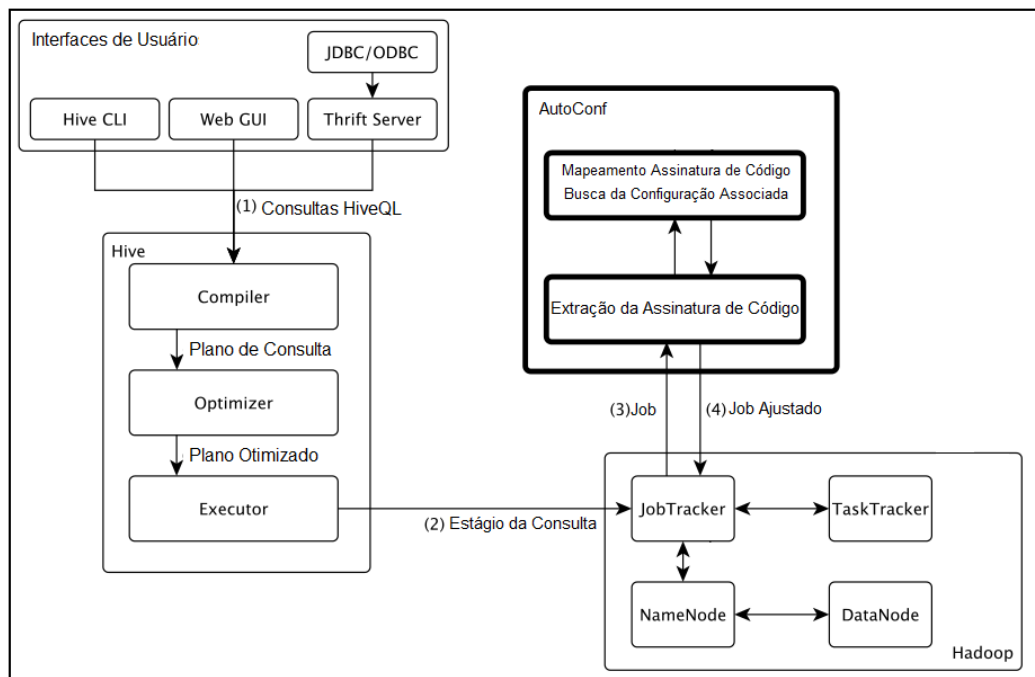 Interfaces de Usuário
JDBC/ODBC
Hive CLI
Web GUI
Thrift Server
(1) Consultas HiveQL
Hive
Compiler
Plano de Consulta
Optimizer
Plano Otimizado
Executor
(2) Estágio da Consulta
AutoConf
Mapeamento Assinatura de Código
Busca da Configuração Associada
Extração da Assinatura de Código
(3)Job
(4) Job Ajustado
JobTracker
TaskTracker
NameNode
DataNode
Hadoop